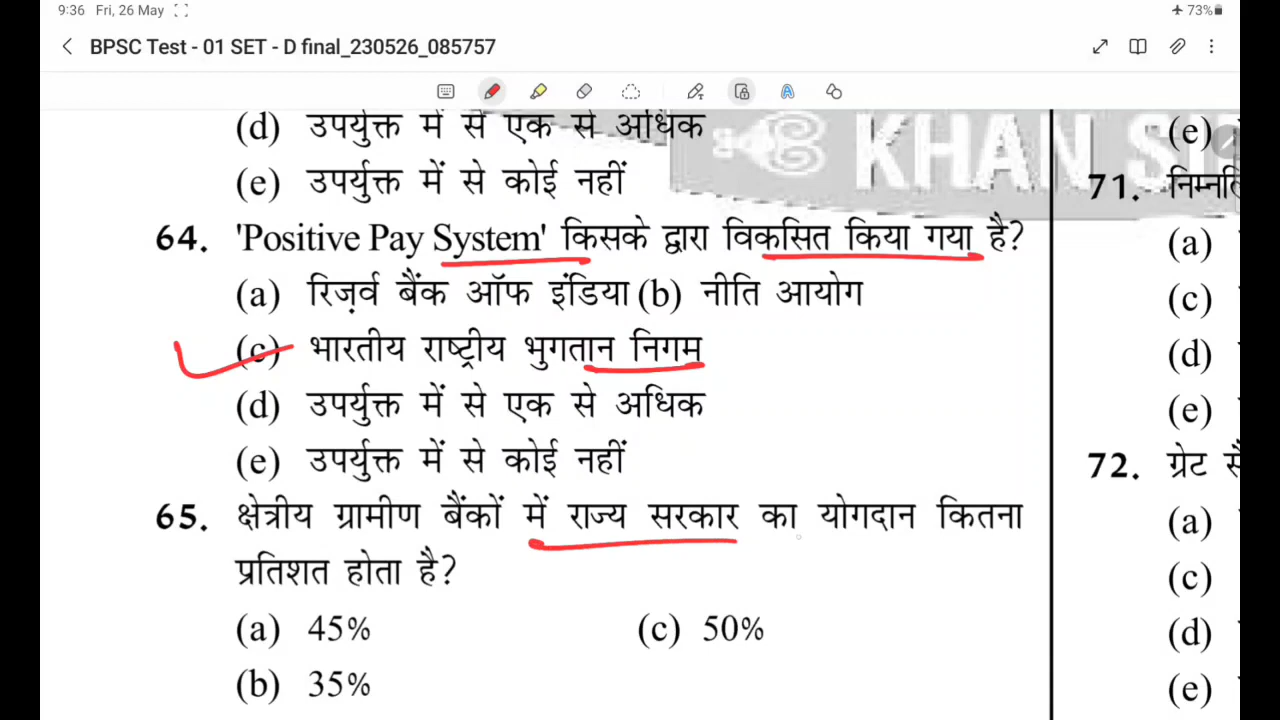 9:36 Fri, 26 May
73%
BPSC Test - 01 SET - D final_230526_085757
(d) उपर्युक्त में से एक से अधिक
(e) उपर्युक्त में से कोई नहीं
KHAN
64. 'Positive Pay System' किसके द्वारा विकसित किया गया है?
(a) रिज़र्व बैंक ऑफ इंडिया (b) नीति आयोग
(c) भारतीय राष्ट्रीय भुगतान निगम
(d) उपर्युक्त में से एक से अधिक
(e) उपर्युक्त में से कोई नहीं
65. क्षेत्रीय ग्रामीण बैंकों में राज्य सरकार का योगदान कितना
प्रतिशत होता है?
(a) 45% (c) 50%
(b) 35%
(e)
71.
(a)
(c)
(d)
(e)
72. ग्रेट
(a)
(c)
(d)
(e)